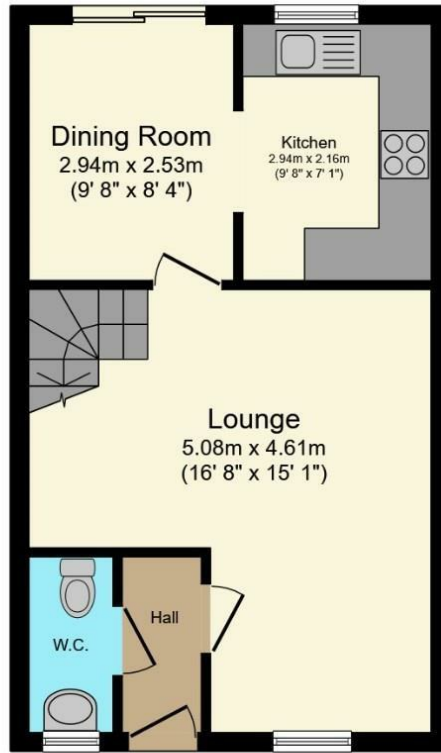 Dining Room
2.94m x 2.53m
(9' 8" x 8' 4")
Kitchen
2.94m x 2.16m
(9' 8" x 7' 1")
Lounge
5.08m x 4.61m
(16' 8" x 15' 1")
Hall
W.C.